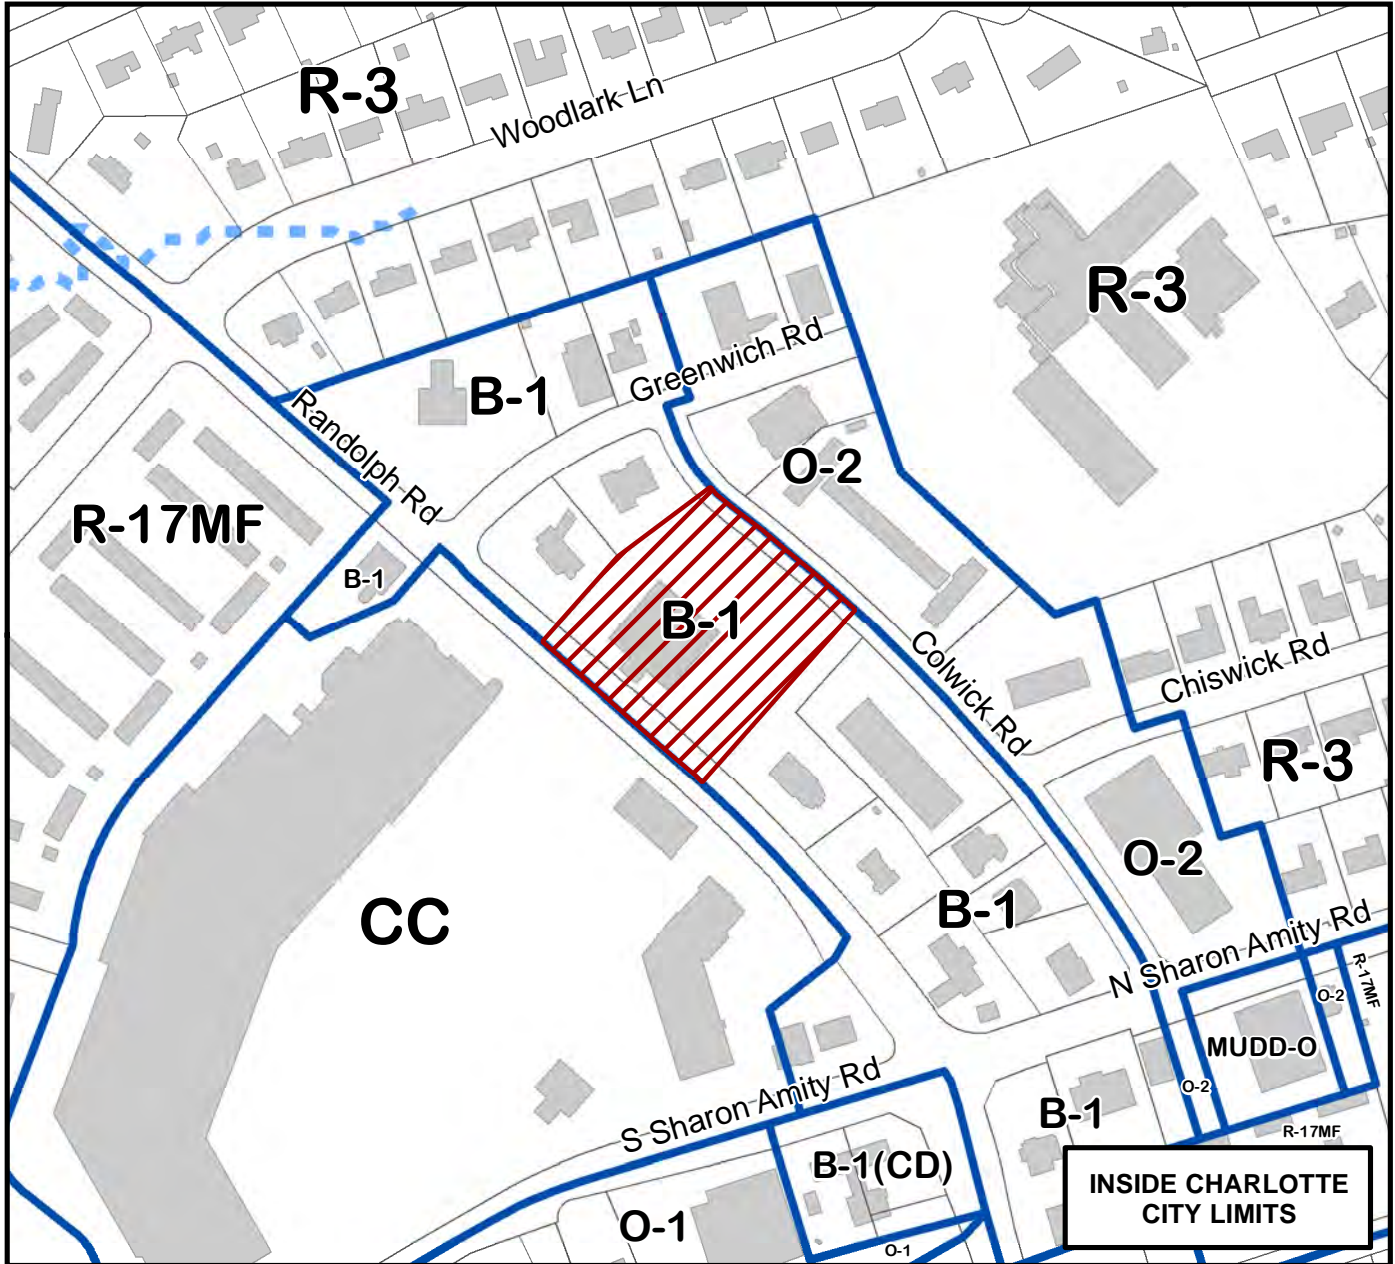 R-3
Woodlark Ln
R-3
Greenwich Rd
B-1
Randolph Rd
O-2
R-17MF
B-1
B-1
Colwick Rd
Chiswick Rd
R-3
O-2
CC
B-1
N Sharon Amity Rd
R-17MF
O-2
MUDD-O
O-2
S Sharon Amity Rd
B-1
R-17MF
B-1(CD)
INSIDE CHARLOTTE
CITY LIMITS
O-1
O-1